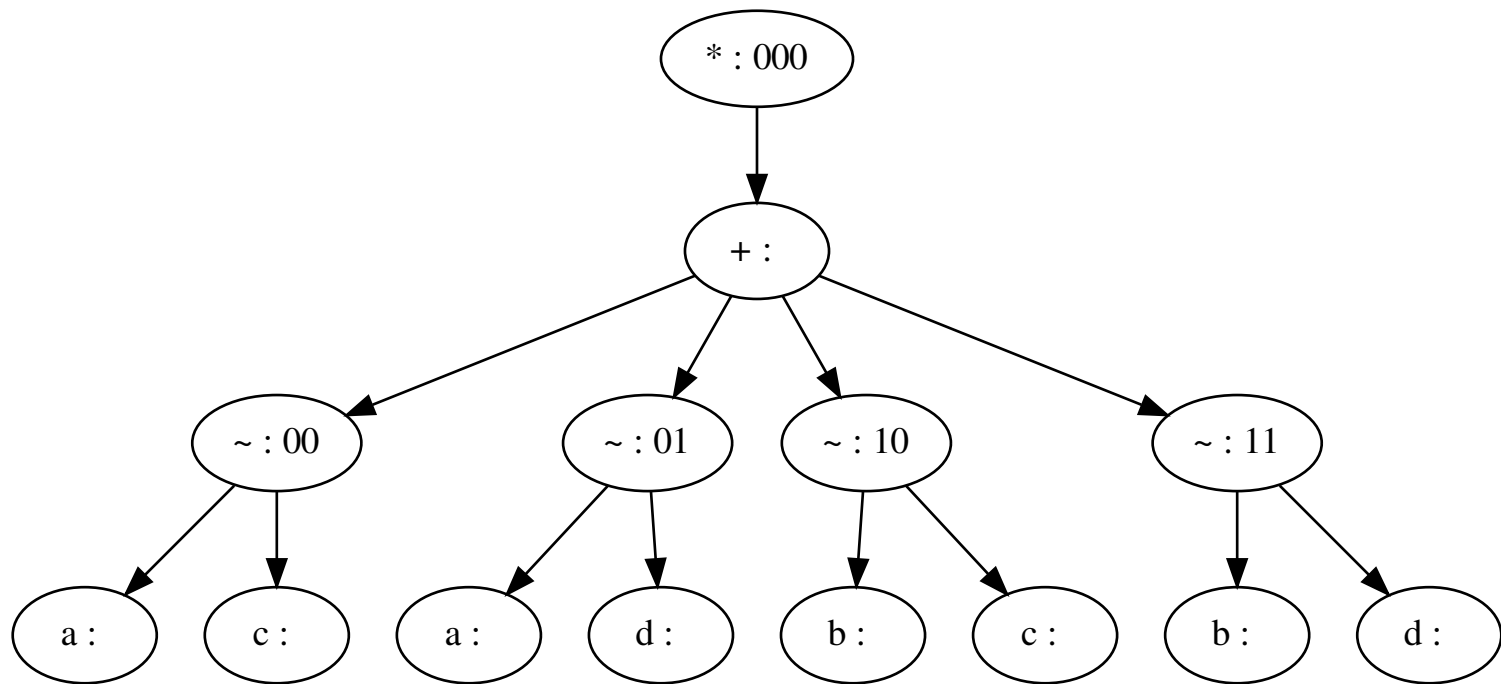 * : 000
+ :
~ : 00
~ : 01
~ : 10
~ : 11
a :
c :
a :
d :
b :
c :
b :
d :